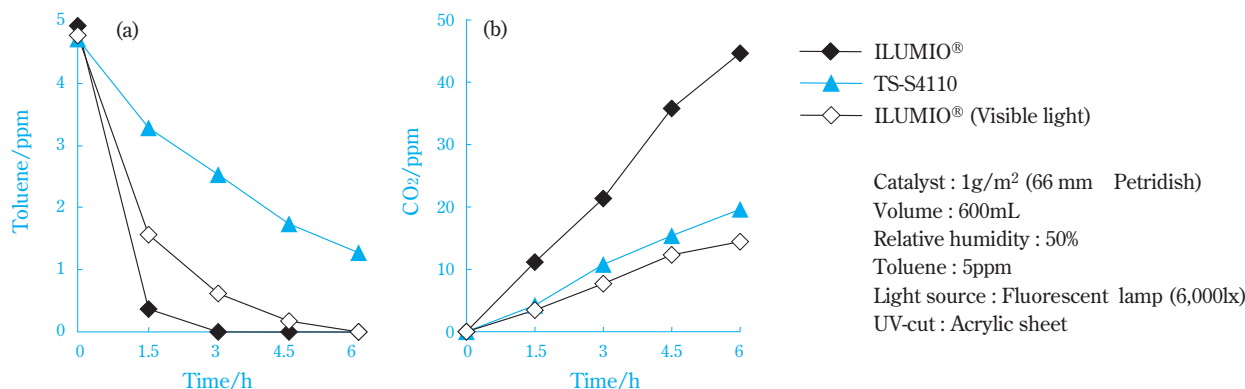 (a)
5
4
3
2
1
0
Toluene/ppm
0 1.5 3 4.5 6
Time/h
(b)
50
40
30
20
10
0
CO2/ppm
0 1.5 3 4.5 6
Time/h
ILUMIO®
TS-S4110
ILUMIO® (Visible light)
Catalyst : 1g/m² (66 mm Petridish)
Volume : 600mL
Relative humidity : 50%
Toluene : 5ppm
Light source : Fluorescent lamp (6,000lx)
UV-cut : Acrylic sheet